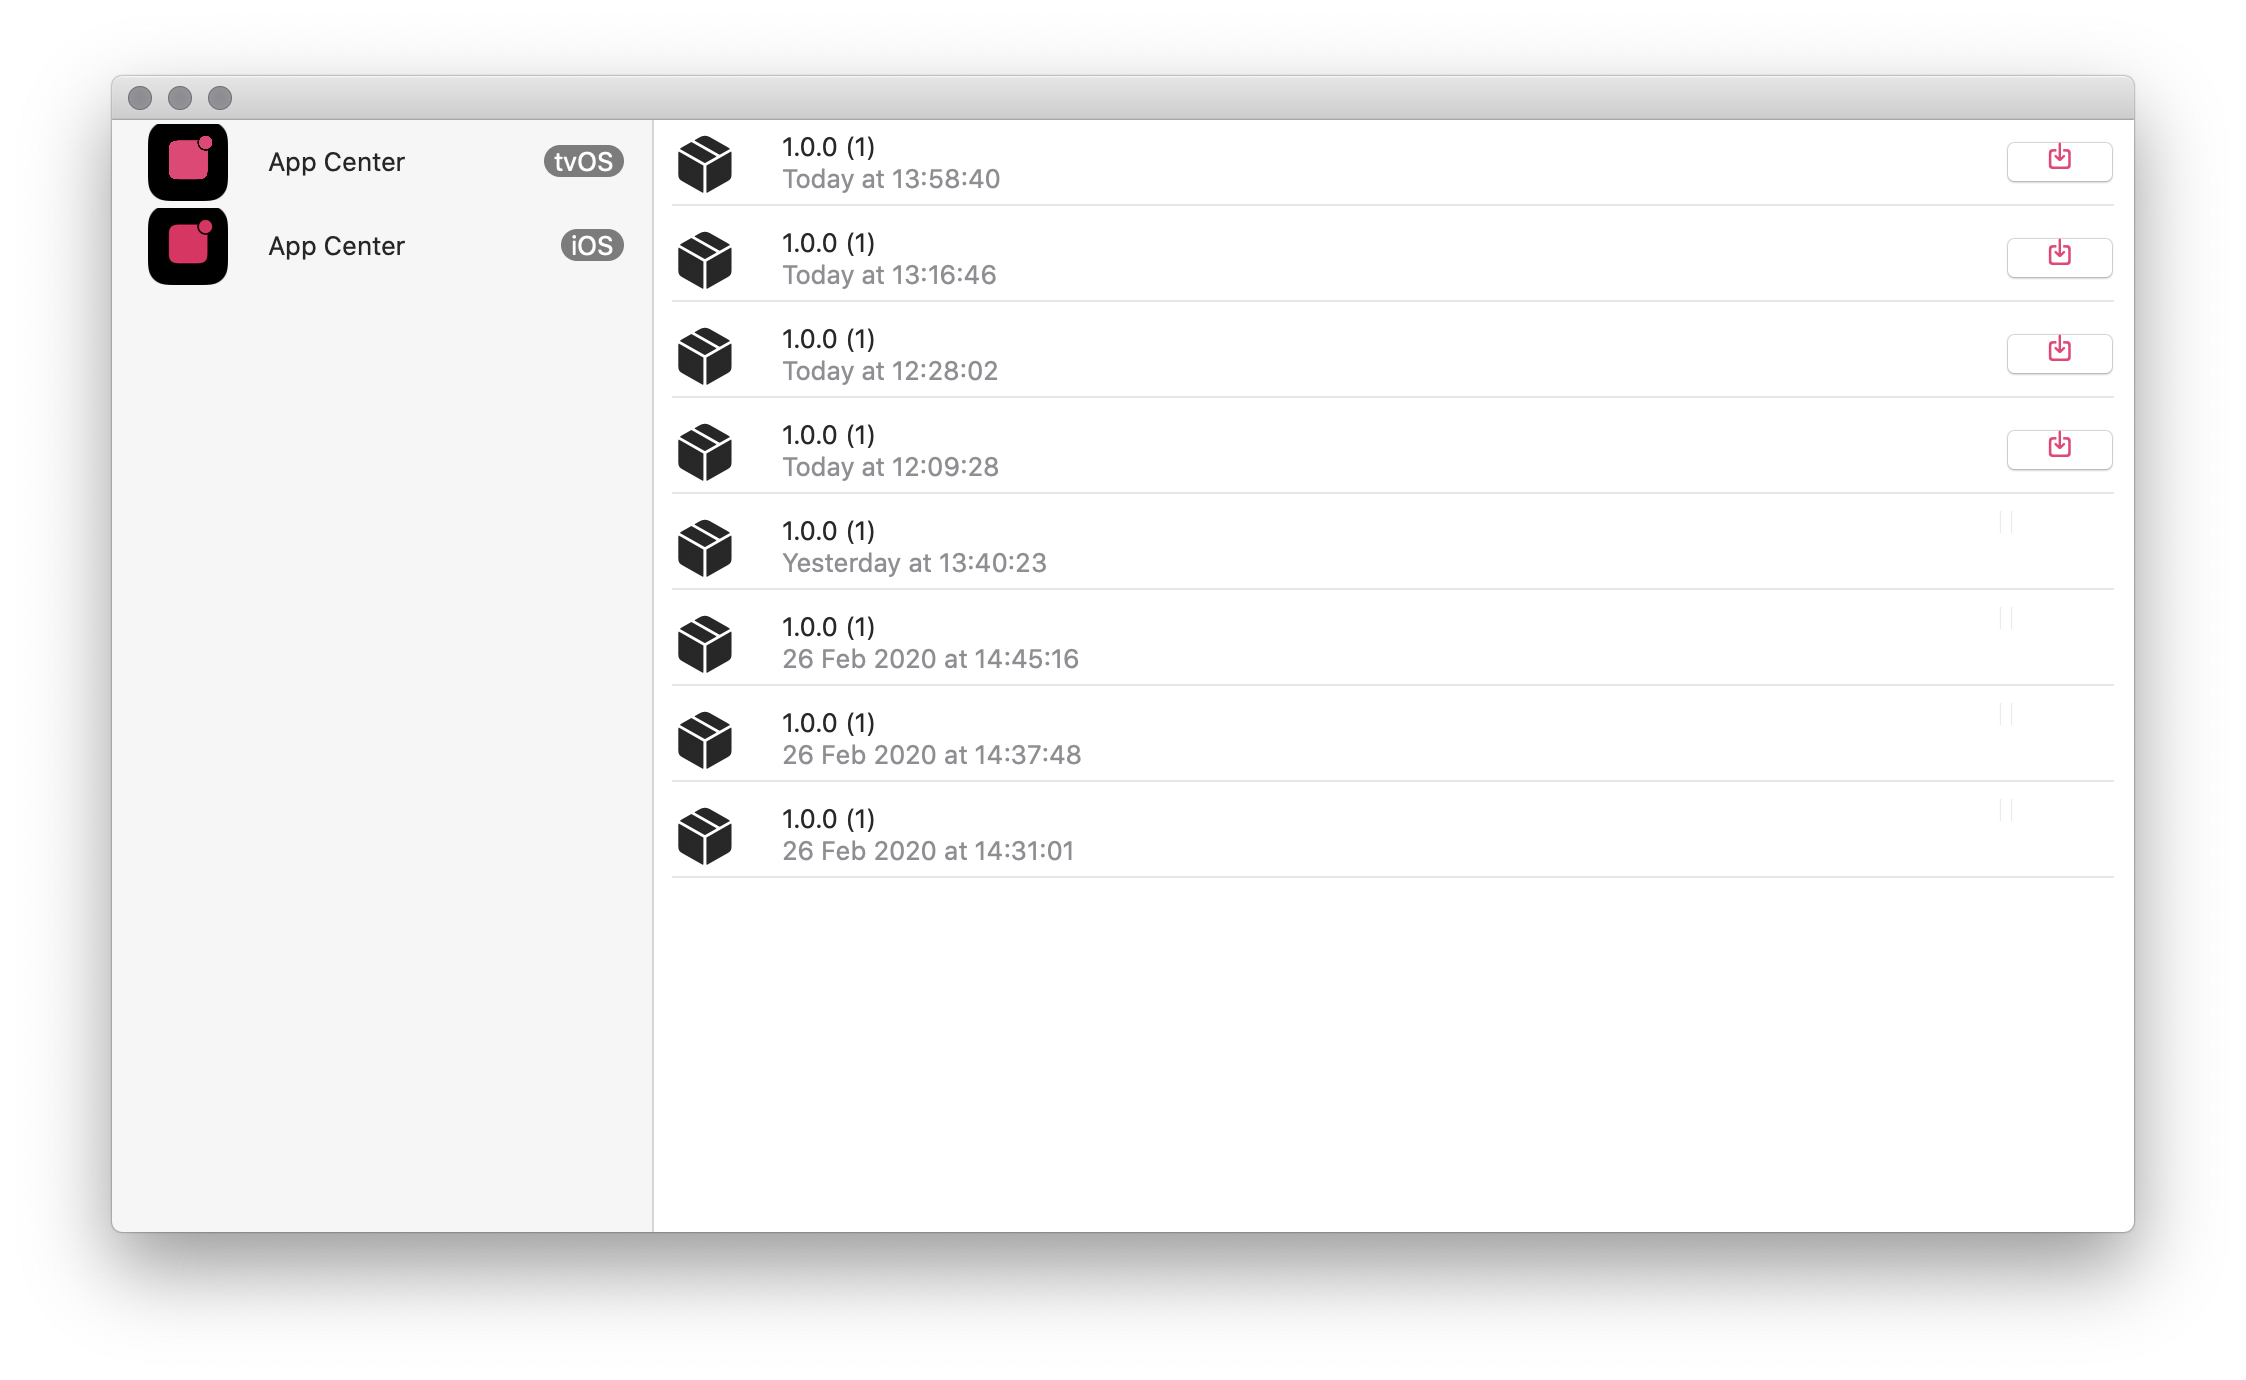 App Center tvOS
App Center iOS
1.0.0 (1)
Today at 13:58:40
1.0.0 (1)
Today at 13:16:46
1.0.0 (1)
Today at 12:28:02
1.0.0 (1)
Today at 12:09:28
1.0.0 (1)
Yesterday at 13:40:23
1.0.0 (1)
26 Feb 2020 at 14:45:16
1.0.0 (1)
26 Feb 2020 at 14:37:48
1.0.0 (1)
26 Feb 2020 at 14:31:01